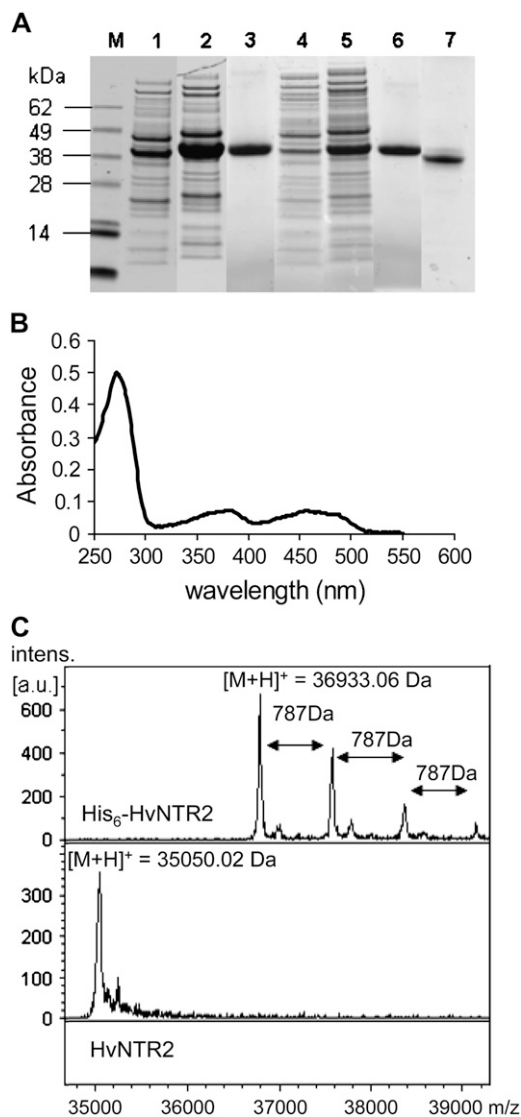 A
M 1 2 3 4 5 6 7
kDa
62
49
38
28
14
B
0.6
0.5
0.4
0.3
0.2
0.1
0
Absorbance
250 300 350 400 450 500 550 600
wavelength (nm)
C
intens.
[a.u.]
[M+H]+ = 36933.06 Da
787Da
787Da
787Da
600
400
200
0
His6-HvNTR2
[M+H]+ = 35050.02 Da
300
200
100
0
HvNTR2
35000 36000 37000 38000 39000 m/z